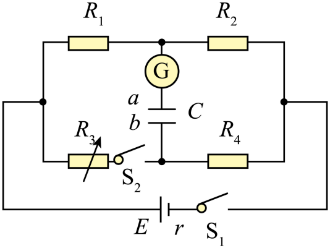 R₁ R₂
G
a
b C
R₃ R₄
S₂
E r S₁